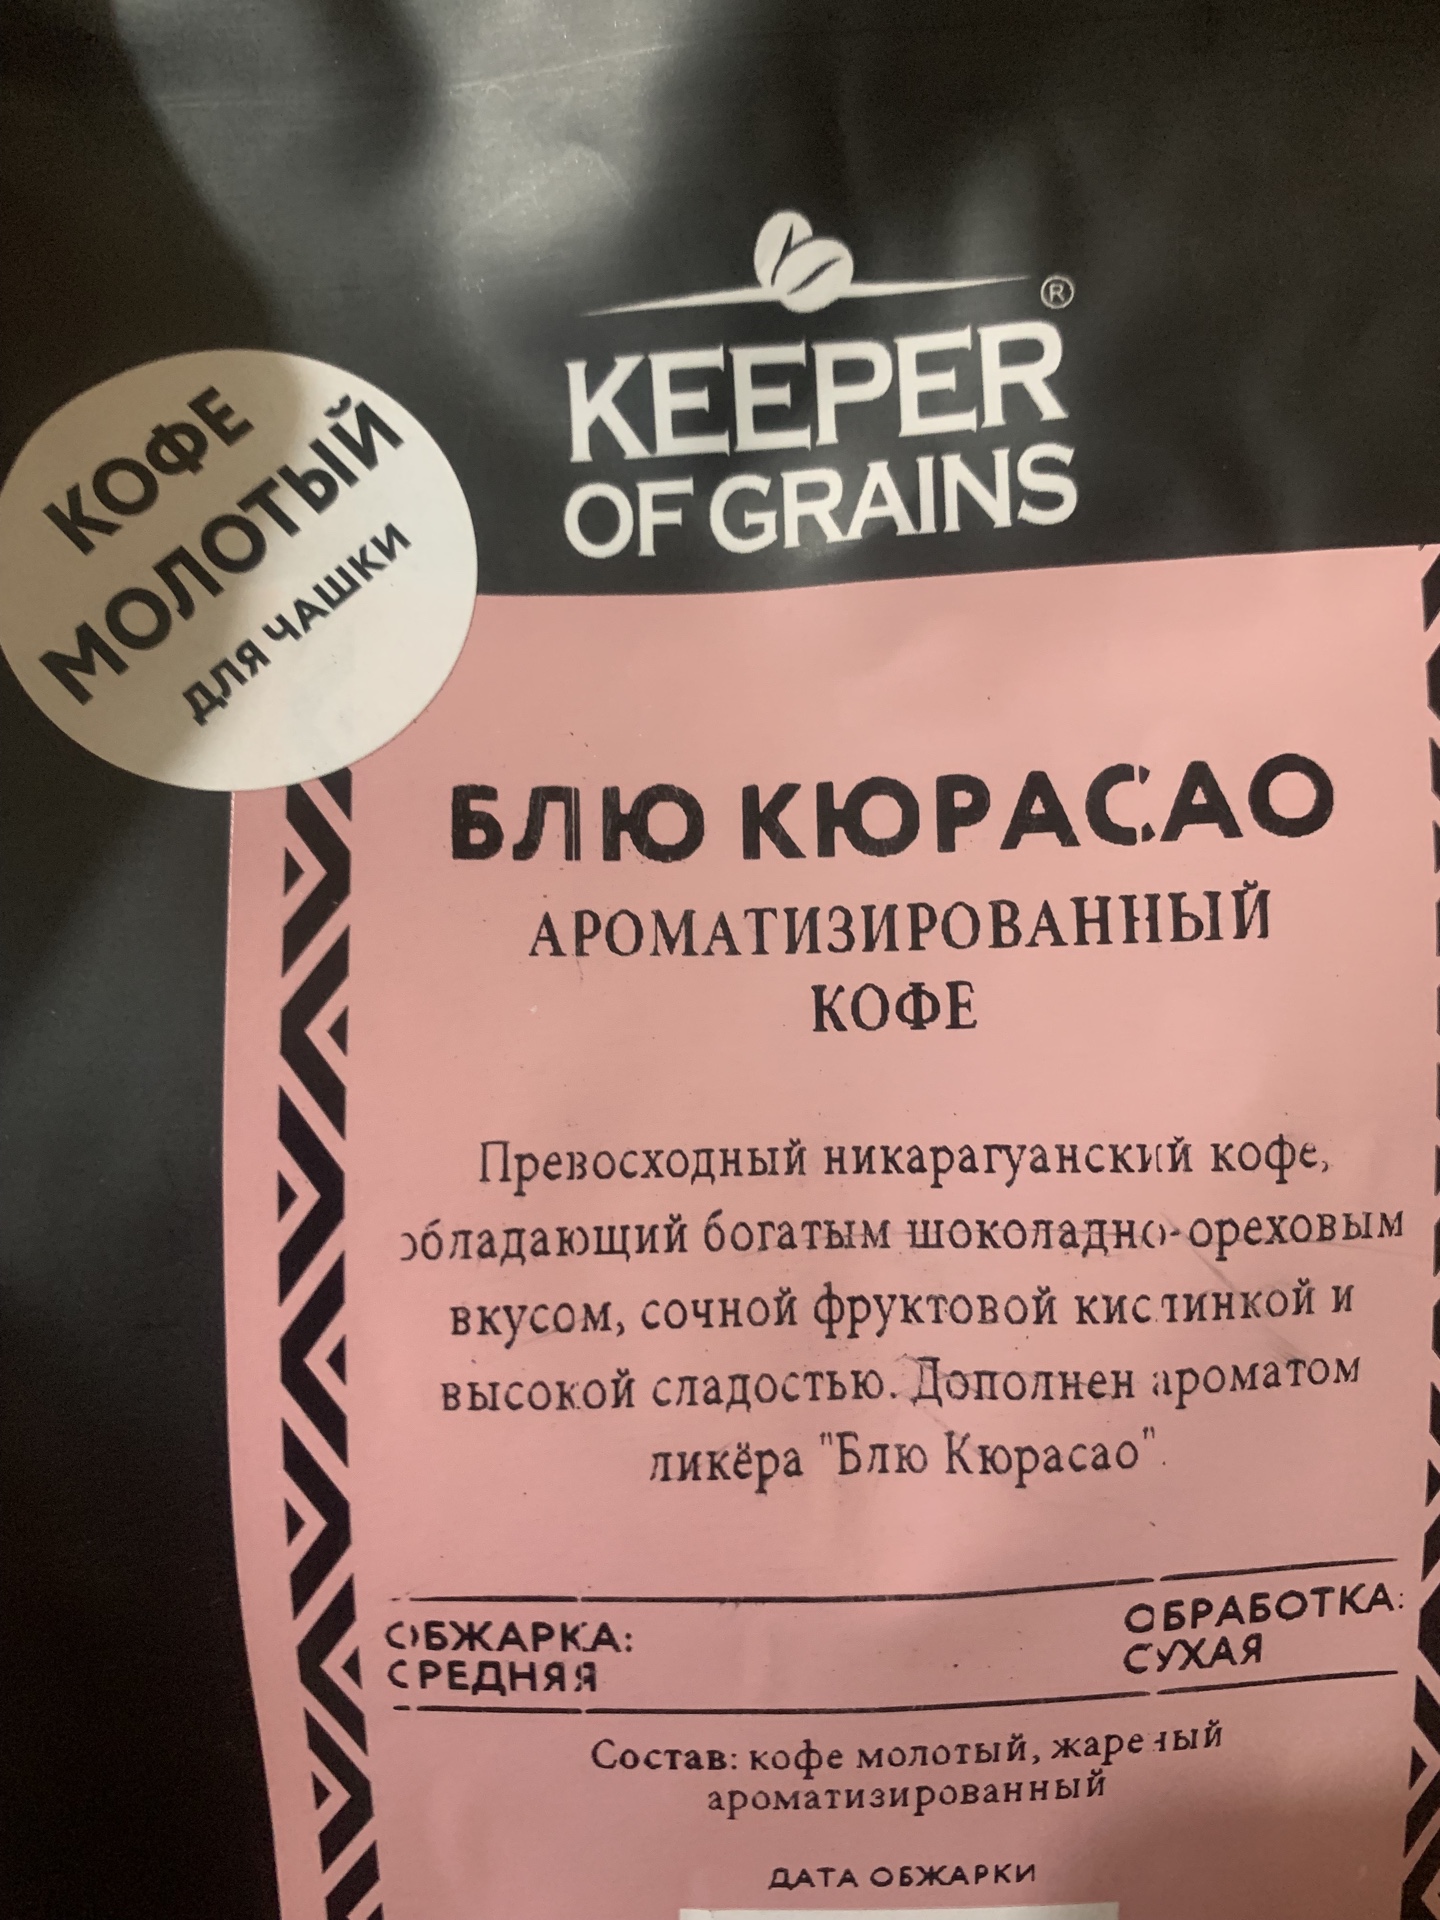 ®
KEEPER
OF GRAINS
КОФЕ
МОЛОТЫЙ
ДЛЯ ЧАШКИ
БЛЮ КЮРАСАО
АРОМАТИЗИРОВАННЫЙ
КОФЕ
Превосходный никарагуанский кофе,
обладающий богатым шоколадно-ореховым
вкусом, сочной фруктовой кислинкой и
высокой сладостью. Дополнен ароматом
ликёра "Блю Кюрасао".
ОБЖАРКА:
СРЕДНЯЯ
ОБРАБОТКА:
СУХАЯ
Состав: кофе молотый, жареный
ароматизированный
ДАТА ОБЖАРКИ